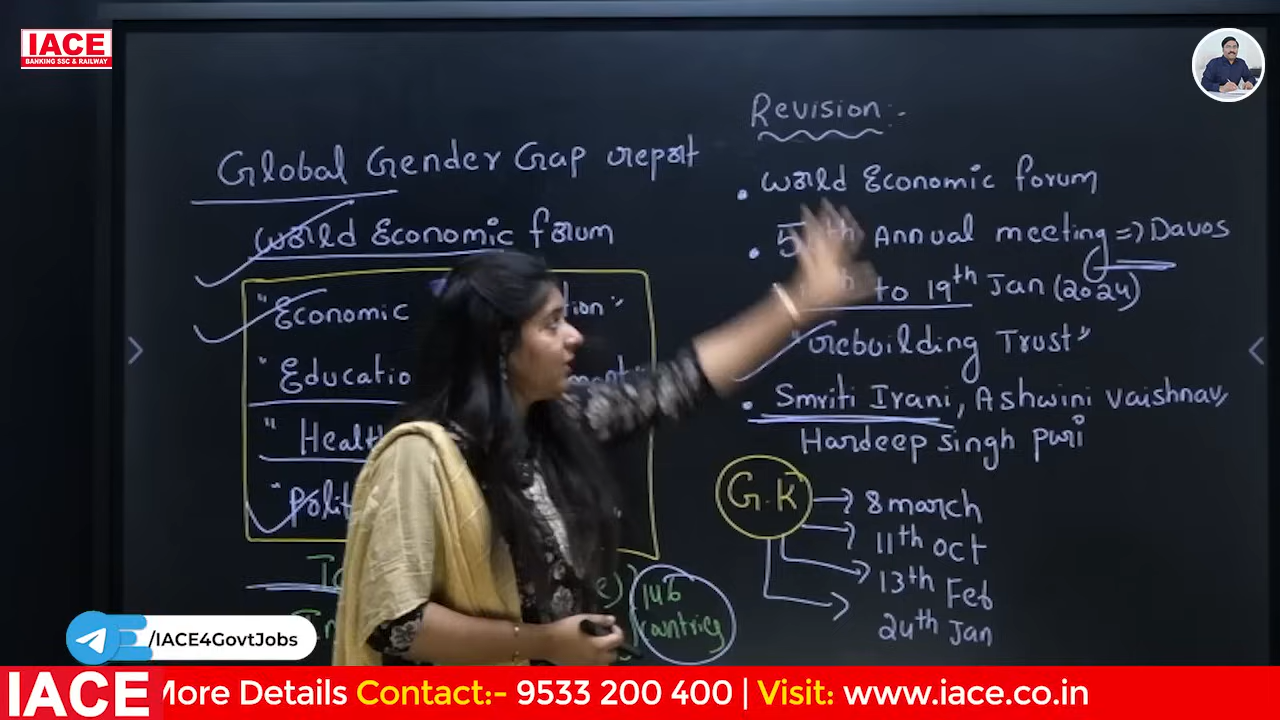 IACE
BANKING SSC & RAILWAY
Global Gender Gap report
world Economic forum
"Economic
"Educatio
"Health
"polit
146
countries
Revision:-
• world Economic forum
• th Annual meeting => Davos
to 19th Jan (2024)
"rebuilding Trust"
• Smriti Irani, Ashwini vaishnav,
Hardeep singh puri
G.K
8 march
11th oct
13th Feb
24th Jan
/IACE4GovtJobs
IACE
More Details Contact:- 9533 200 400 | Visit: www.iace.co.in